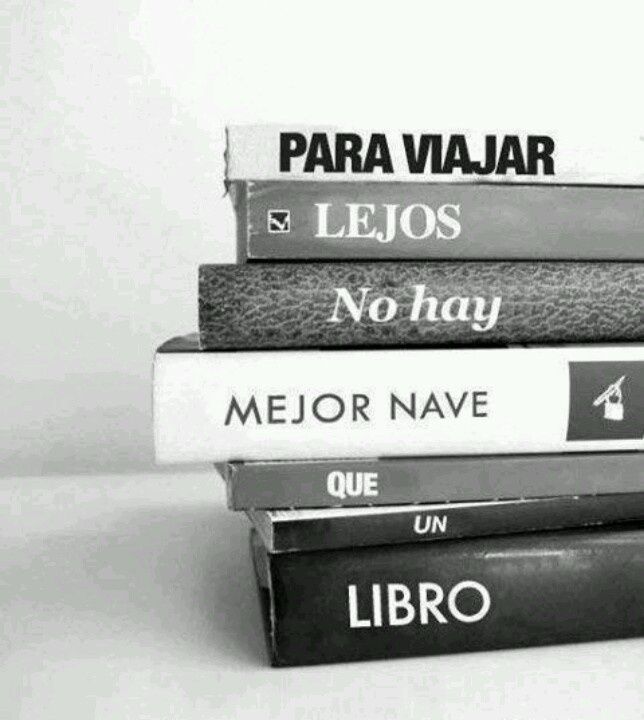 PARA VIAJAR
LEJOS
No hay
MEJOR NAVE
QUE
UN
LIBRO